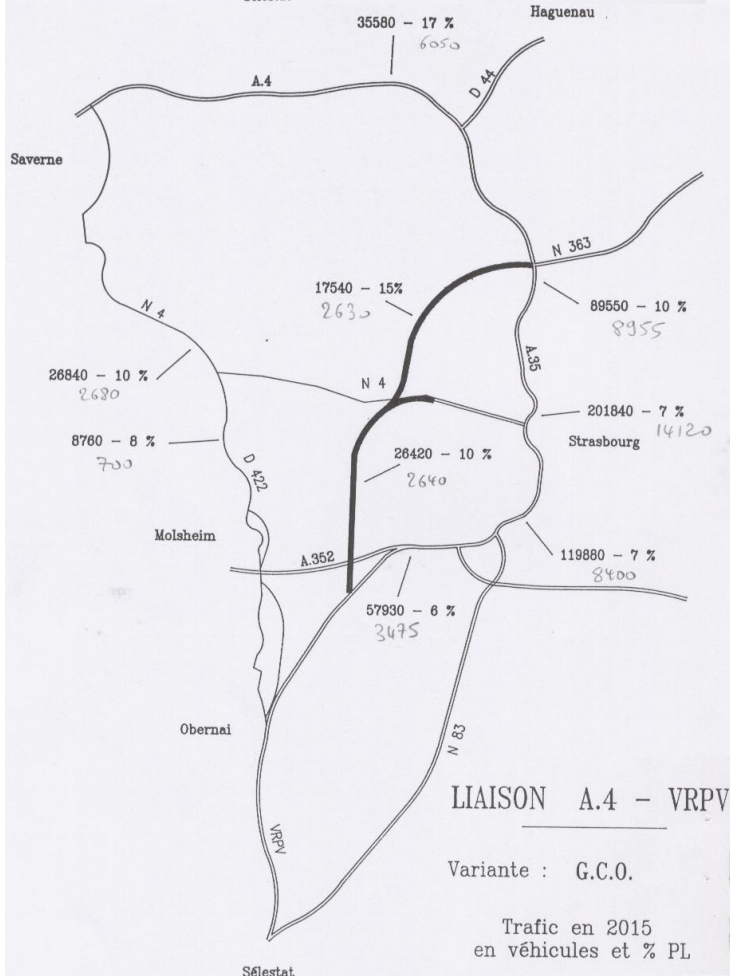 Haguenau
35580 - 17 %
6050
A.4
D 44
Saverne
N 363
17540 - 15%
2630
89550 - 10 %
8955
N 4
A.35
26840 - 10 %
2680
N 4
201840 - 7 %
14120
8760 - 8 %
700
Strasbourg
26420 - 10 %
2640
D 422
Molsheim
A.352
119880 - 7 %
8400
57930 - 6 %
3475
Obernai
N 83
LIAISON A.4 - VRPV
VRPV
Variante : G.C.O.
Trafic en 2015
en véhicules et % PL
Sélestat